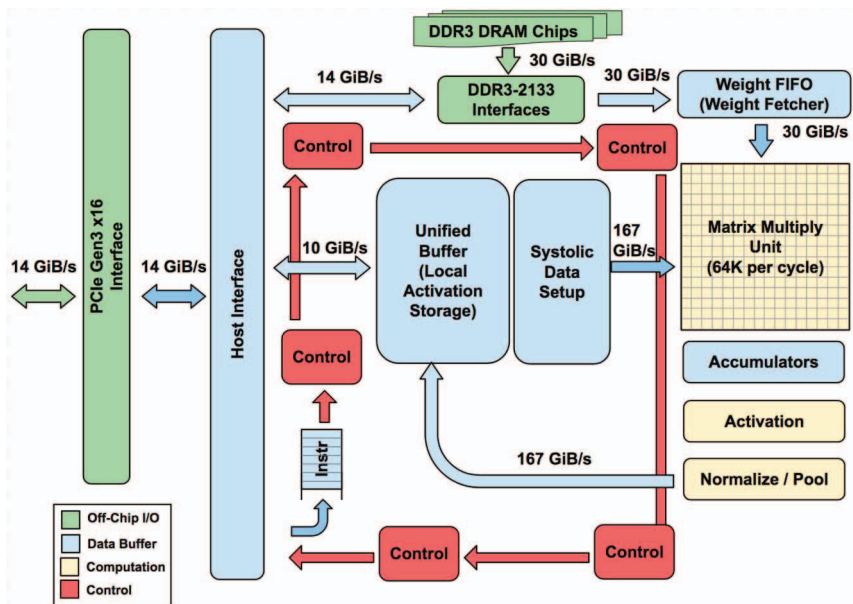 DDR3 DRAM Chips
30 GiB/s
14 GiB/s
DDR3-2133
Interfaces
30 GiB/s
Weight FIFO
(Weight Fetcher)
30 GiB/s
Control
Control
Unified
Buffer
(Local
Activation
Storage)
Systolic
Data
Setup
167
GiB/s
Matrix Multiply
Unit
(64K per cycle)
10 GiB/s
14 GiB/s
PCIe Gen3 x16
Interface
14 GiB/s
Host Interface
Control
Accumulators
Activation
Instr
167 GiB/s
Normalize / Pool
Off-Chip I/O
Data Buffer
Computation
Control
Control
Control